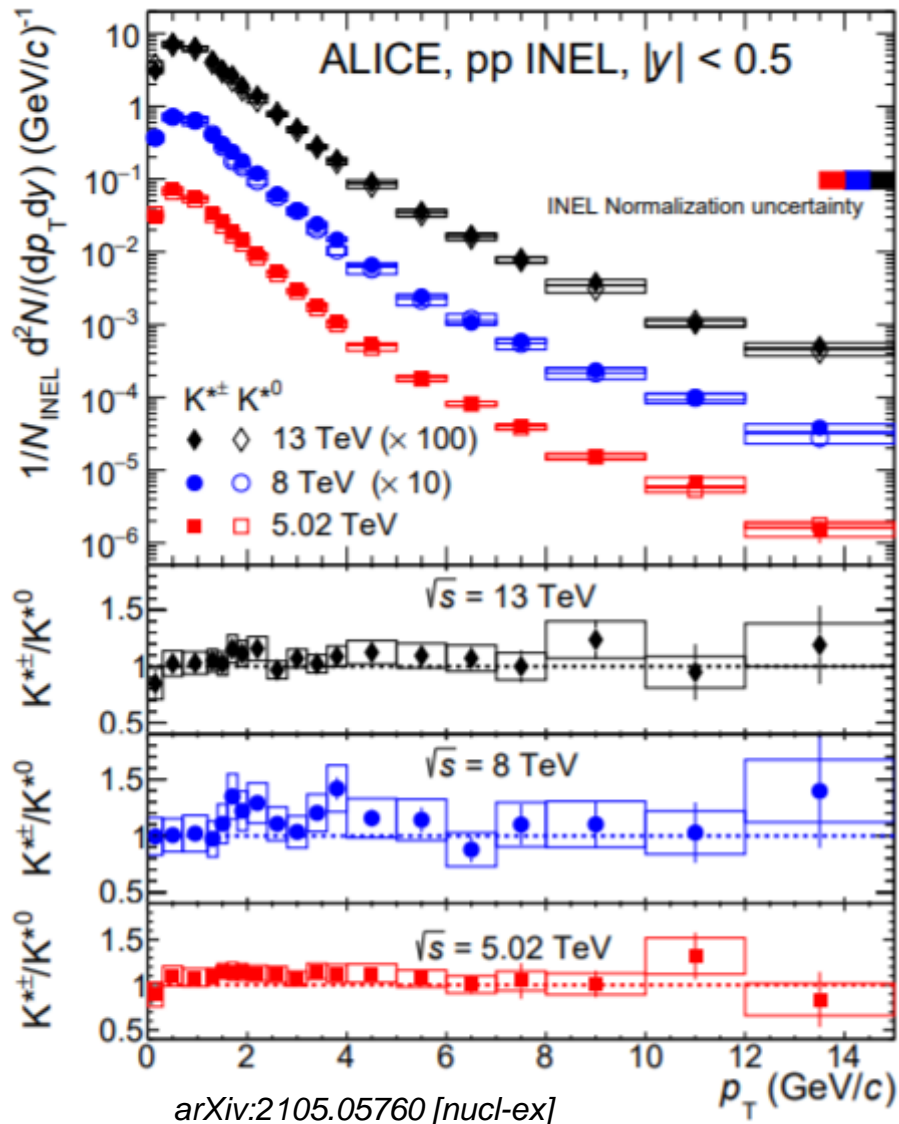 ALICE, pp INEL, |y| < 0.5
1/N_INEL d²N/(dp_T dy) (GeV/c)⁻¹
10
1
10⁻¹
10⁻²
10⁻³
10⁻⁴
10⁻⁵
10⁻⁶
INEL Normalization uncertainty
K*± K*0
13 TeV (× 100)
8 TeV (× 10)
5.02 TeV
√s = 13 TeV
K*±/K*0
1.5
1
0.5
√s = 8 TeV
K*±/K*0
1.5
1
0.5
√s = 5.02 TeV
K*±/K*0
1.5
1
0.5
0 2 4 6 8 10 12 14
p_T (GeV/c)
arXiv:2105.05760 [nucl-ex]